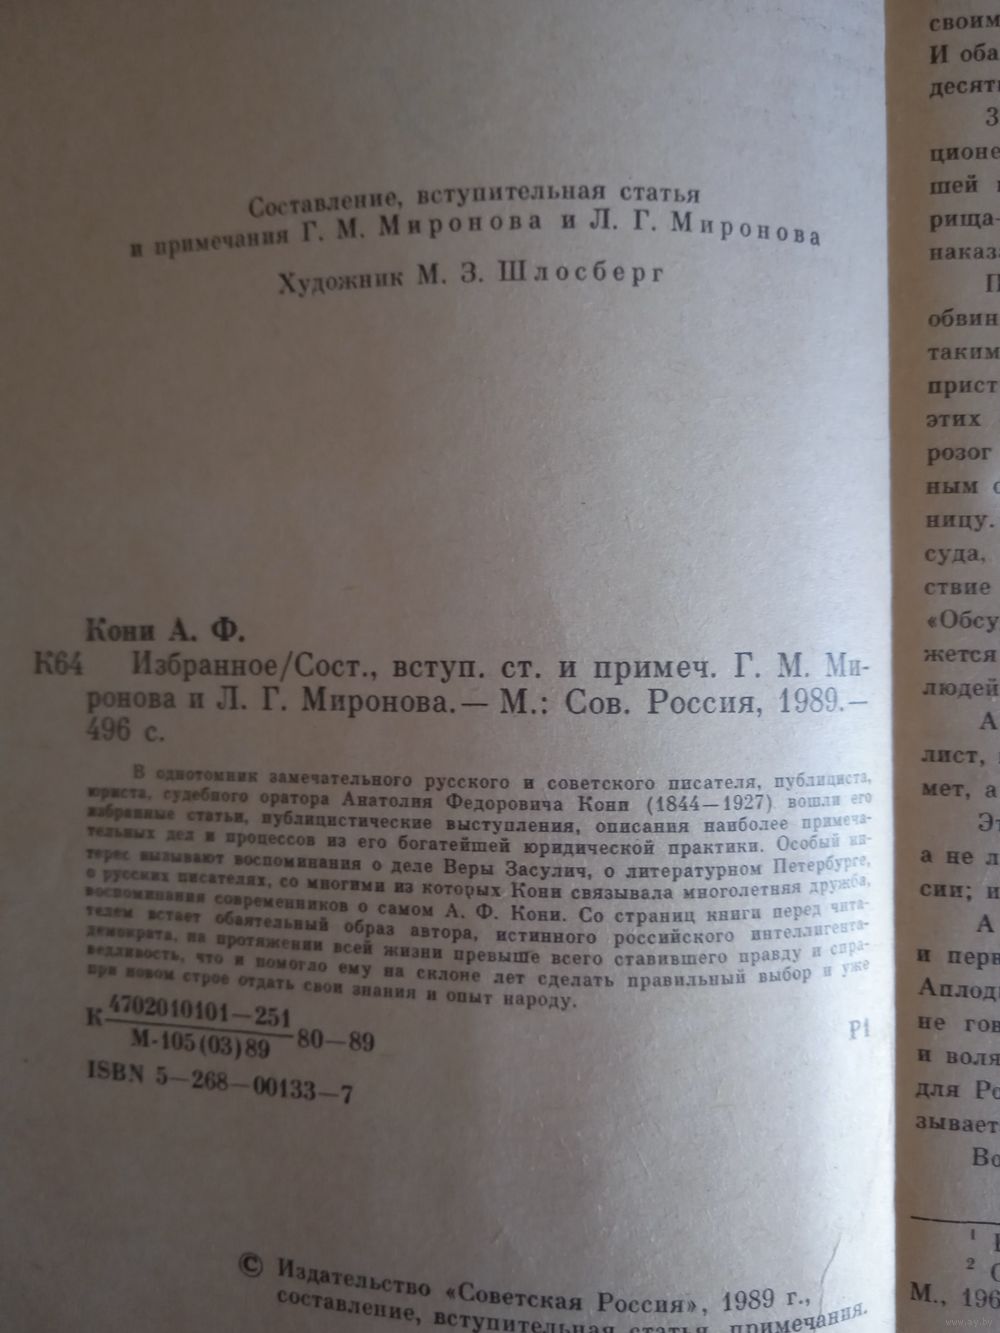 Составление, вступительная статья
и примечания Г. М. Миронова и Л. Г. Миронова
Художник М. З. Шлосберг
Кони А. Ф.
К64 Избранное/Сост., вступ. ст. и примеч. Г. М. Ми-
ронова и Л. Г. Миронова.— М.: Сов. Россия, 1989.—
496 с.
В однотомник замечательного русского и советского писателя, публициста,
юриста, судебного оратора Анатолия Федоровича Кони (1844—1927) вошли его
избранные статьи, публицистические выступления, описания наиболее примеча-
тельных дел и процессов из его богатейшей юридической практики. Особый ин-
терес вызывают воспоминания о деле Веры Засулич, о литературном Петербурге,
о русских писателях, со многими из которых Кони связывала многолетняя дружба,
воспоминания современников о самом А. Ф. Кони. Со страниц книги перед чита-
телем встает обаятельный образ автора, истинного российского интеллигента-
демократа, на протяжении всей жизни превыше всего ставившего правду и спра-
ведливость, что и помогло ему на склоне лет сделать правильный выбор и уже
при новом строе отдать свои знания и опыт народу.
К 4702010101—251
М-105(03)89 80—89
Р1
ISBN 5—268—00133—7
© Издательство «Советская Россия», 1989 г.,
составление, вступительная статья, примечания.
своим
И оба
десят
З
ционе
шей
рища-
наказ
П
обвин
таким
прист
этих
розог
ным с
ницу.
суда,
ствие
«Обсу
жется
людей
А
лист,
мет, а
Эт
а не л
сии; и
А
и перв
Аплод
не гов
и воля
для Ро
зывает
Во
1
2 С
М., 196
www.ay.by